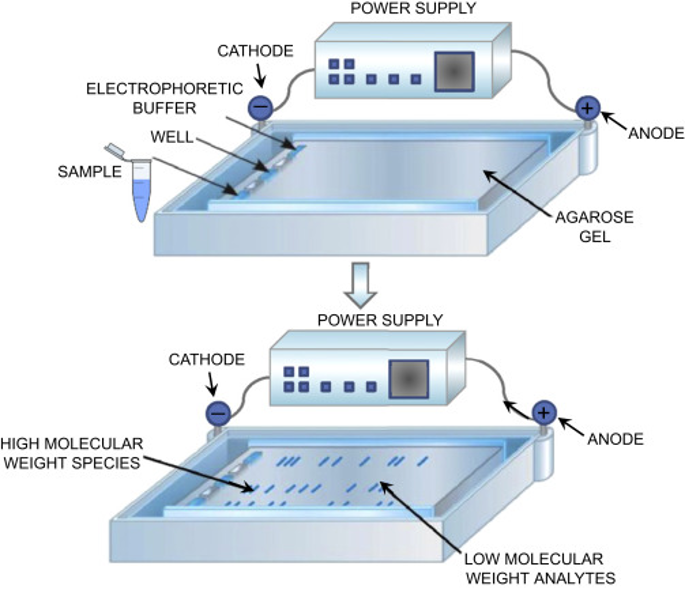 POWER SUPPLY
CATHODE
ELECTROPHORETIC
BUFFER
WELL
SAMPLE
−
+
ANODE
AGAROSE
GEL
POWER SUPPLY
CATHODE
−
+
ANODE
HIGH MOLECULAR
WEIGHT SPECIES
LOW MOLECULAR
WEIGHT ANALYTES